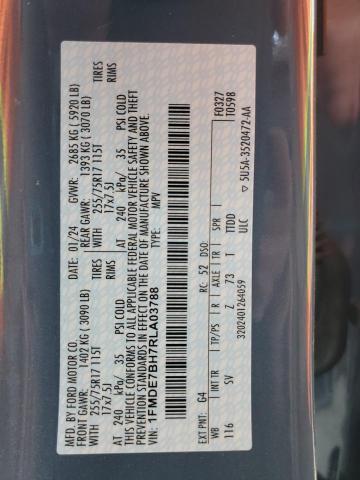 MFD. BY FORD MOTOR CO.
DATE: 01/24 GVWR: 2685 KG ( 5920 LB)
FRONT GAWR: 1402 KG ( 3090 LB) REAR GAWR: 1393 KG ( 3070 LB)
WITH 255/75R17 115T TIRES WITH 255/75R17 115T TIRES
17x7.5J RIMS 17x7.5J RIMS
AT 240 kPa/ 35 PSI COLD AT 240 kPa/ 35 PSI COLD
THIS VEHICLE CONFORMS TO ALL APPLICABLE FEDERAL MOTOR VEHICLE SAFETY AND THEFT
PREVENTION STANDARDS IN EFFECT ON THE DATE OF MANUFACTURE SHOWN ABOVE.
VIN: 1FMDE7BH7RLA03788
TYPE: MPV
F0327
T0598
EXT PNT: G4 RC: 52 DSO:
WB INT TR TP/PS R AXLE TR SPR
116 SV Z 73 T TTDD
ULC
3202401264059
▽ 5U5A-3520472-AA